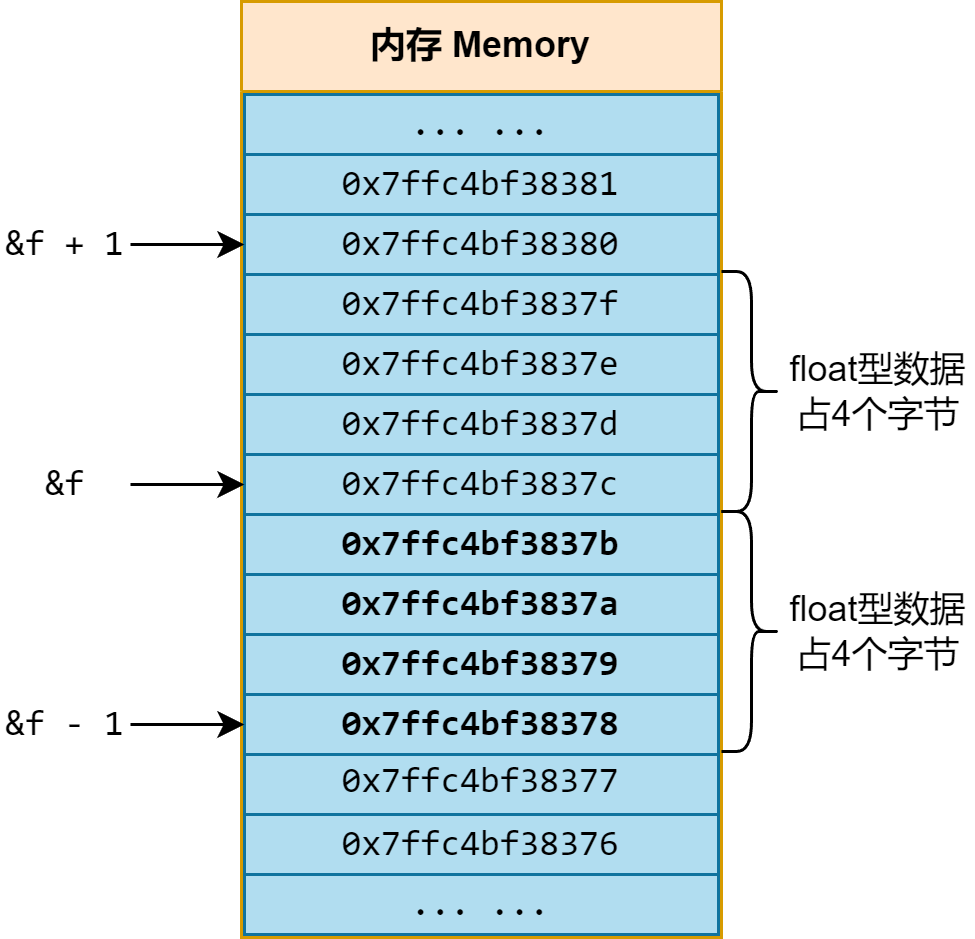 内存 Memory
... ...
0x7ffc4bf38381
&f + 1
0x7ffc4bf38380
0x7ffc4bf3837f
0x7ffc4bf3837e
float型数据
占4个字节
0x7ffc4bf3837d
&f
0x7ffc4bf3837c
0x7ffc4bf3837b
0x7ffc4bf3837a
float型数据
占4个字节
0x7ffc4bf38379
&f - 1
0x7ffc4bf38378
0x7ffc4bf38377
0x7ffc4bf38376
... ...